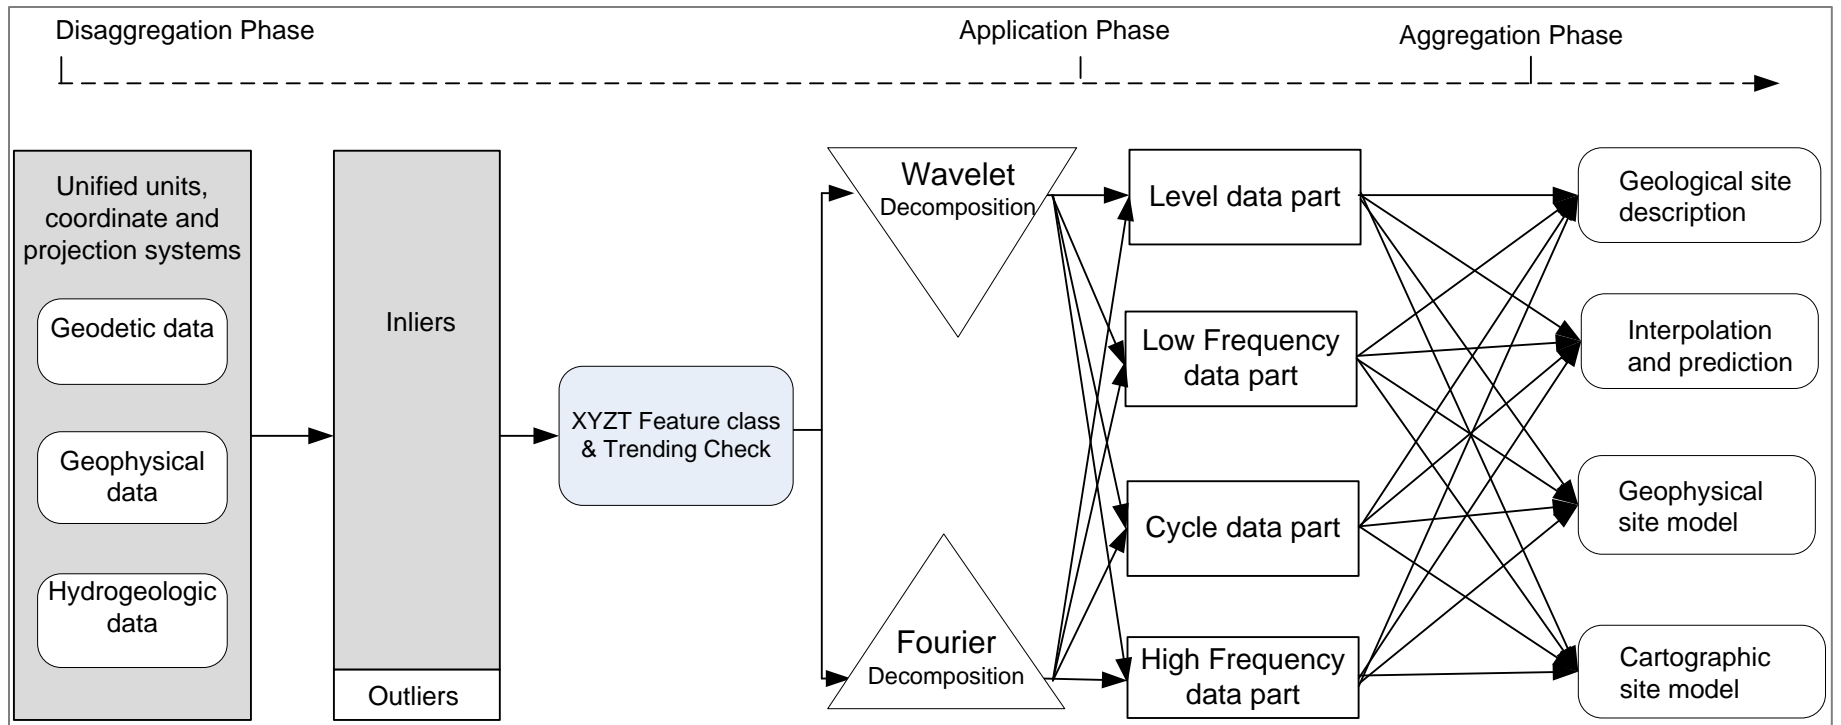 Disaggregation Phase
Application Phase
Aggregation Phase
Unified units,
coordinate and
projection systems
Geodetic data
Geophysical
data
Hydrogeologic
data
Inliers
Outliers
XYZT Feature class
& Trending Check
Wavelet
Decomposition
Fourier
Decomposition
Level data part
Low Frequency
data part
Cycle data part
High Frequency
data part
Geological site
description
Interpolation
and prediction
Geophysical
site model
Cartographic
site model